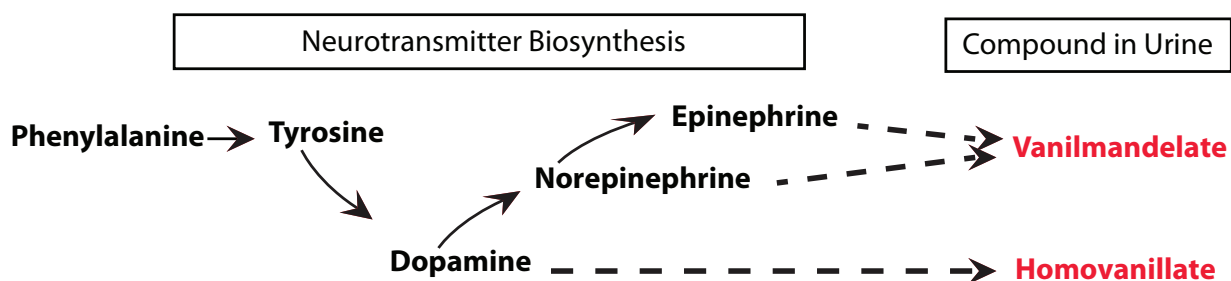 Neurotransmitter Biosynthesis
Compound in Urine
Phenylalanine
Tyrosine
Epinephrine
Vanilmandelate
Norepinephrine
Dopamine
Homovanillate